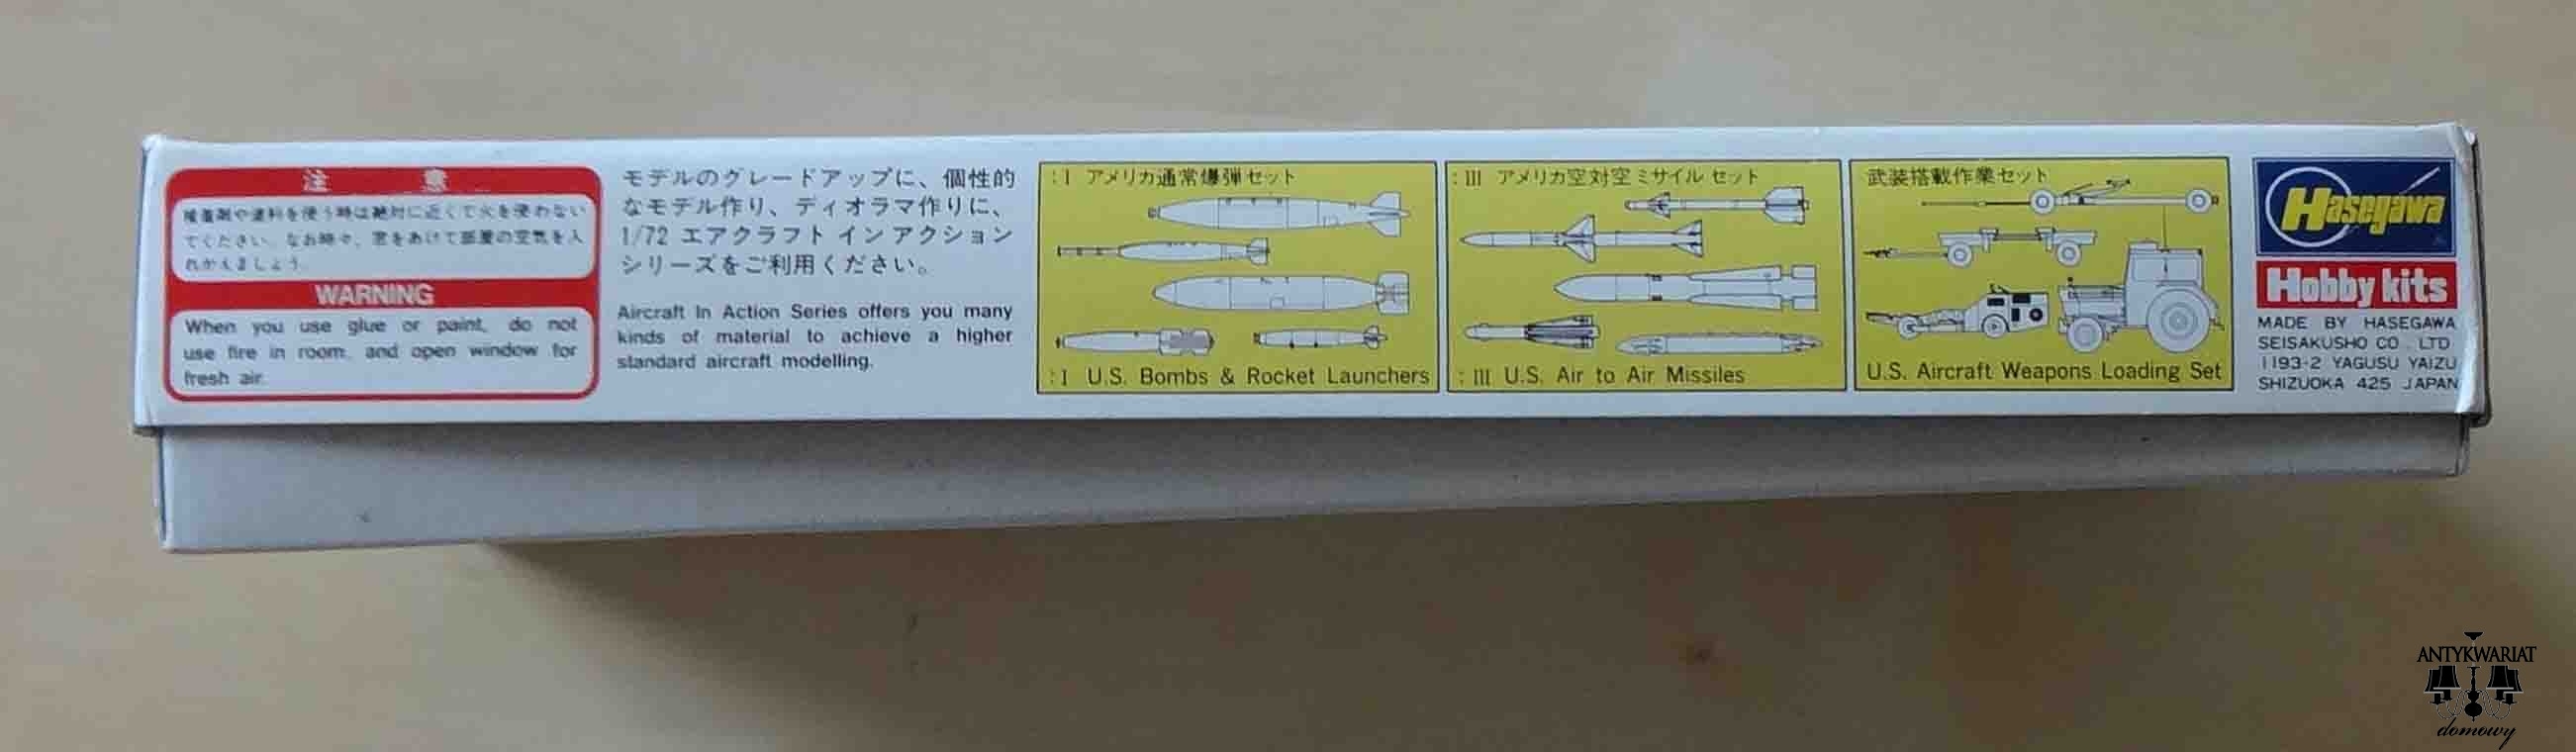 注 意
接着剤や塗料を使う時は絶対に近くで火を使わない
でください。なお時々、窓をあけて部屋の空気を入
れかえましょう。
WARNING
When you use glue or paint, do not
use fire in room, and open window for
fresh air.
モデルのグレードアップに、個性的
なモデル作り、ディオラマ作りに、
1/72 エアクラフト イン アクション
シリーズをご利用ください。
Aircraft In Action Series offers you many
kinds of material to achieve a higher
standard aircraft modelling.
:I アメリカ通常爆弾セット
:I U.S. Bombs & Rocket Launchers
:III アメリカ空対空ミサイル セット
:III U.S. Air to Air Missiles
武装搭載作業セット
U.S. Aircraft Weapons Loading Set
Hasegawa
Hobby kits
MADE BY HASEGAWA
SEISAKUSHO CO., LTD.
1193-2 YAGUSU YAIZU
SHIZUOKA 425 JAPAN
ANTYKWARIAT
domowy